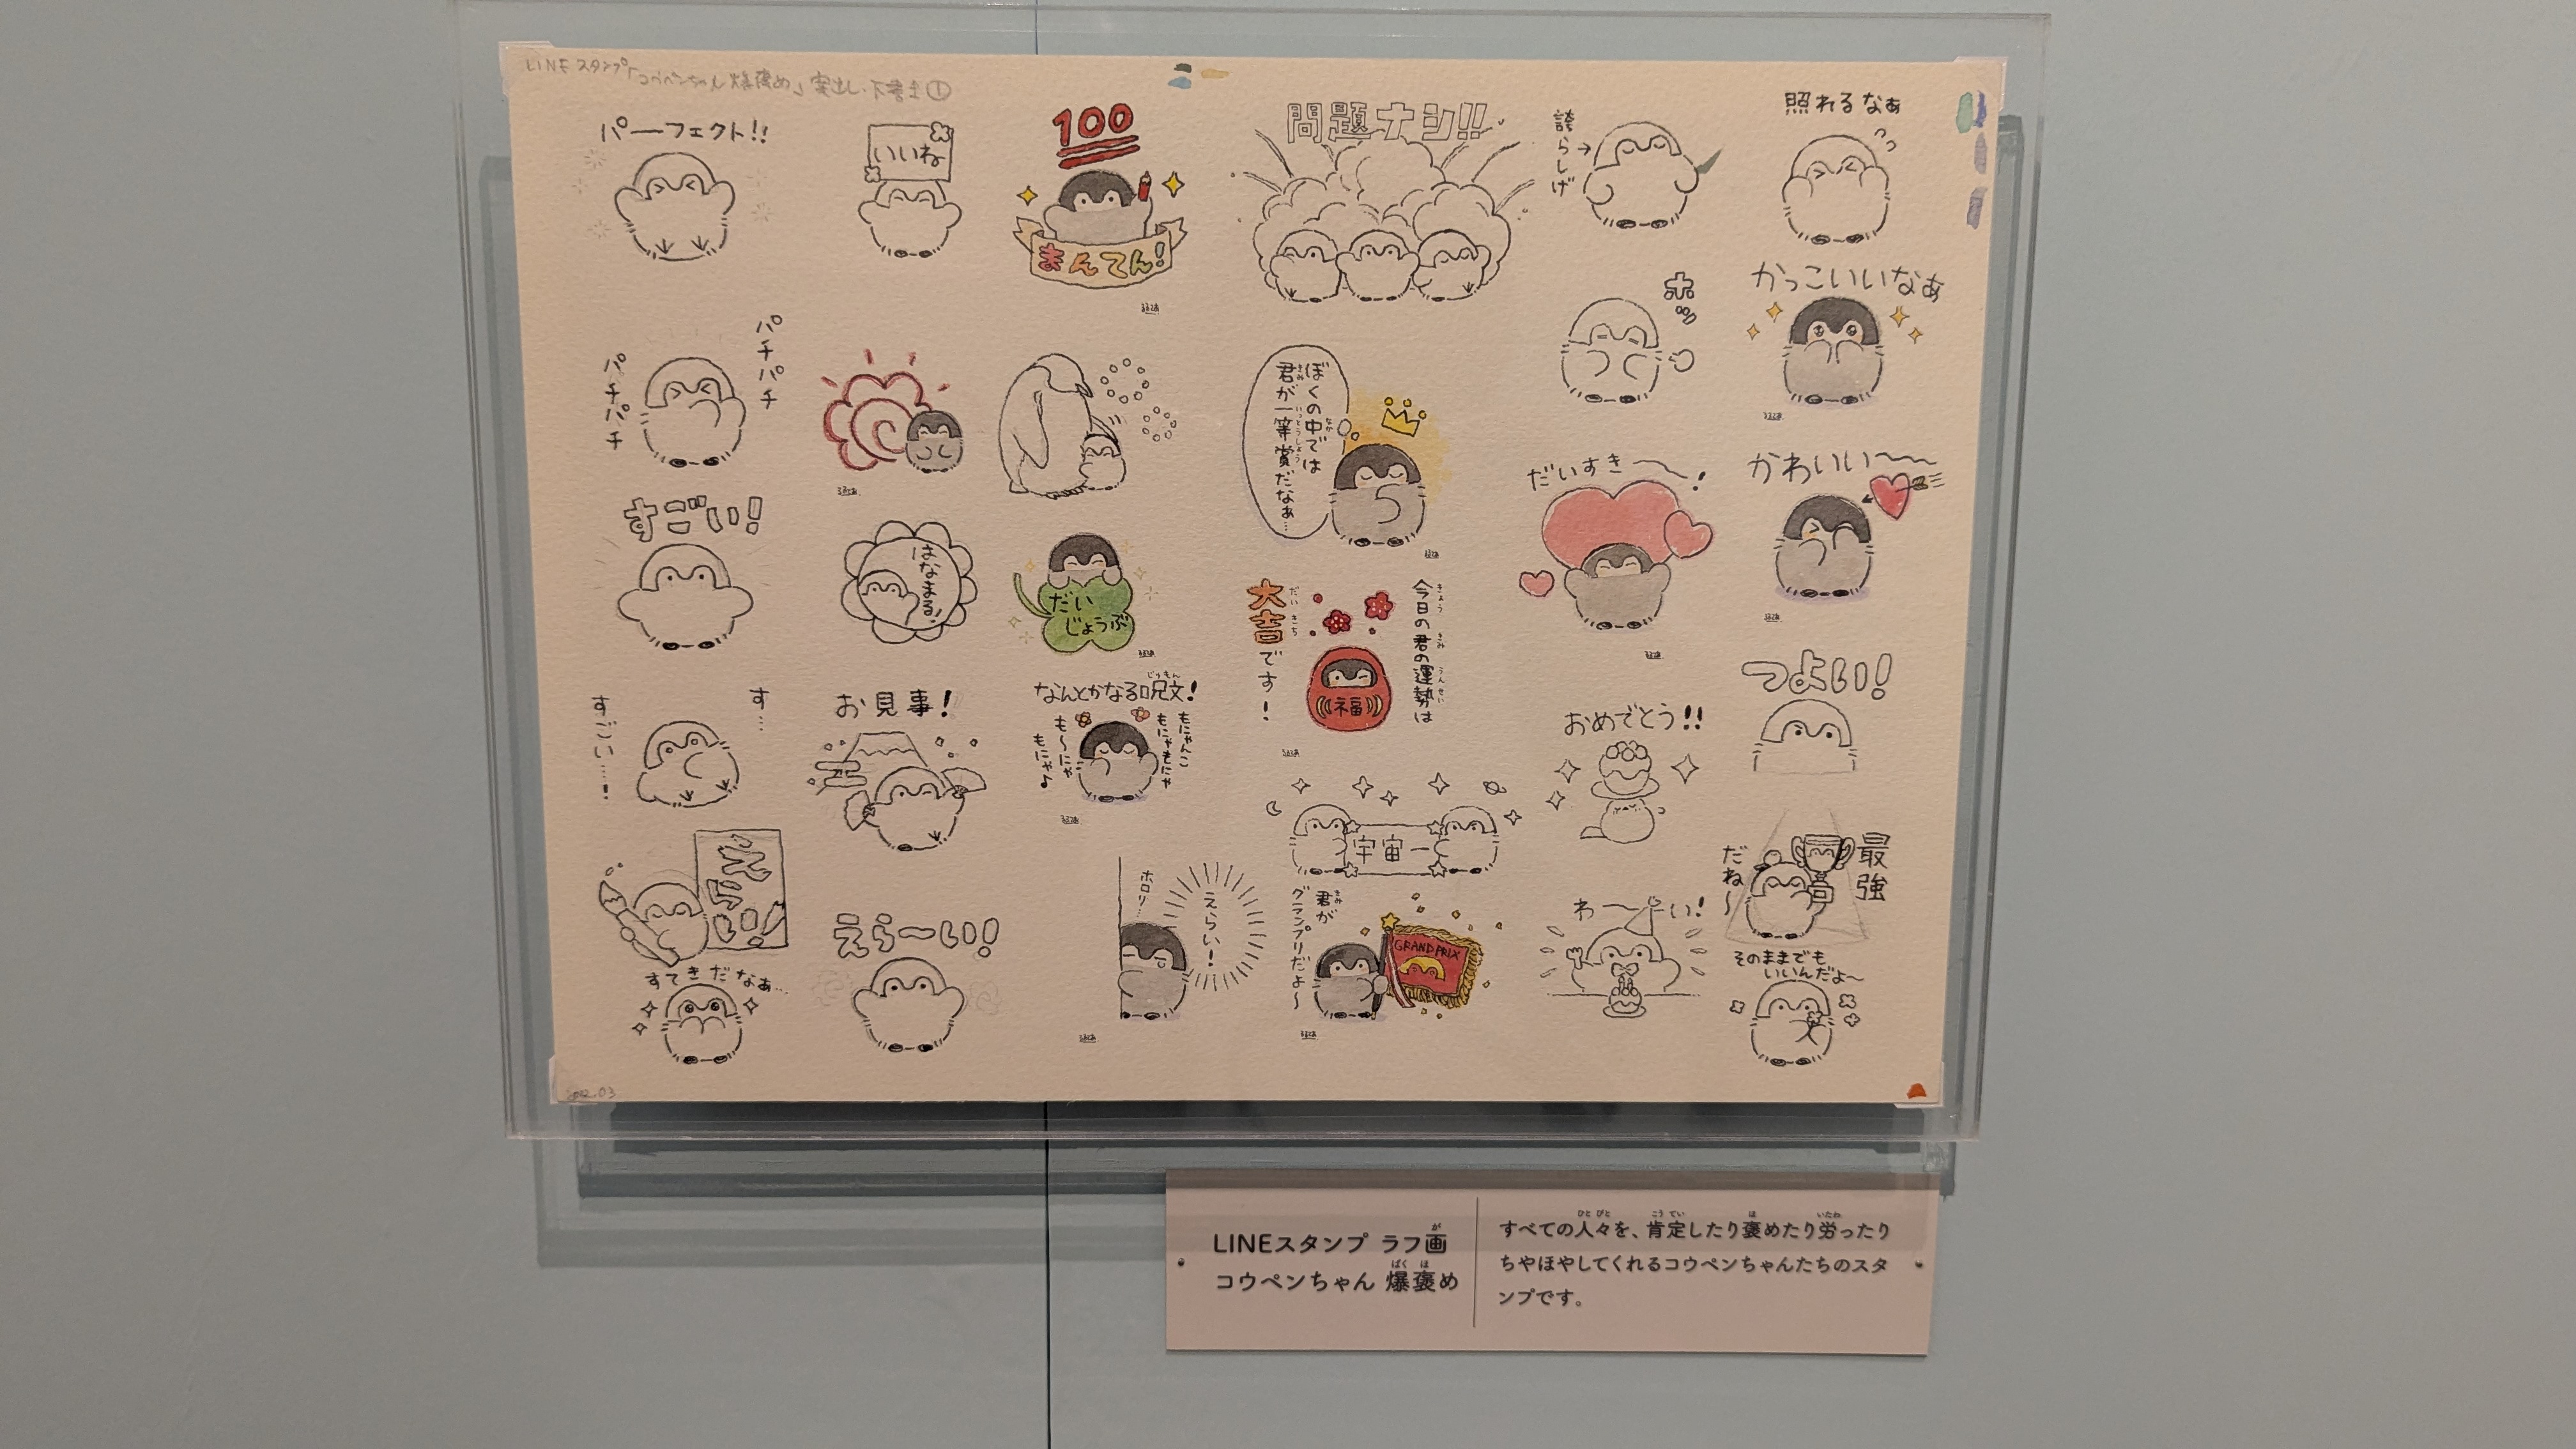 LINEスタンプ「コウペンちゃん爆褒め」案出し・下書き①
パーフェクト!!
いいね
100
まんてん!
問題ナシ!!
誇らしげ
照れるなぁ
パチパチ
パチパチ
ホッ
かっこいいなぁ
ぼくの中では
君が一等賞だなぁ…
だいすき〜!
かわいい〜〜
すごい!
はなまる!
だい
じょうぶ
今日の君の運勢は
大吉です!
福
つよい!
す…
すごい……!
お見事!
なんとかなる呪文!
もにゃんこ
もにゃもにゃ
も〜にゃ
もにゃよ
おめでとう!!
宇宙一
最強
だね〜
えらい!
すてきだなぁ…
えら〜い!
ホロリ…
えらい!
君が
グランプリだよ〜
GRAND PRIX
わ〜い!
そのままでも
いいんだよ〜
LINEスタンプ ラフ画
コウペンちゃん 爆褒め
すべての人々を、肯定したり褒めたり労ったり
ちやほやしてくれるコウペンちゃんたちのスタ
ンプです。